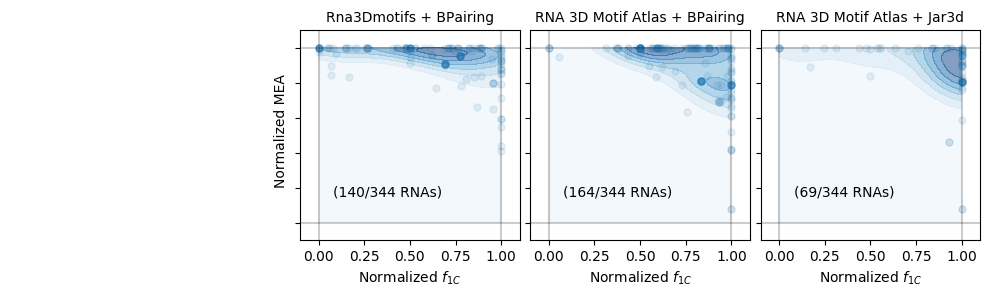 Rna3Dmotifs + BPairing
RNA 3D Motif Atlas + BPairing
RNA 3D Motif Atlas + Jar3d
Normalized MEA
(140/344 RNAs)
(164/344 RNAs)
(69/344 RNAs)
0.00 0.25 0.50 0.75 1.00
0.00 0.25 0.50 0.75 1.00
0.00 0.25 0.50 0.75 1.00
Normalized f1C
Normalized f1C
Normalized f1C